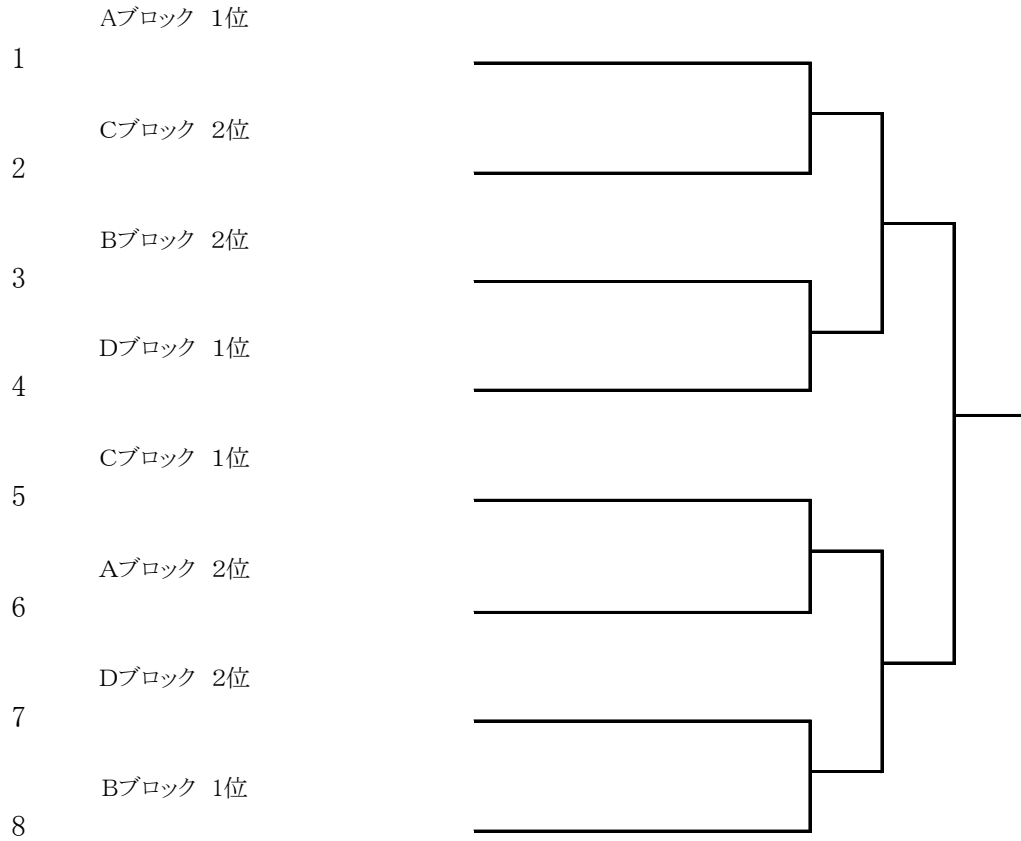 Aブロック　1位
1
Cブロック　2位
2
Bブロック　2位
3
Dブロック　1位
4
Cブロック　1位
5
Aブロック　2位
6
Dブロック　2位
7
Bブロック　1位
8